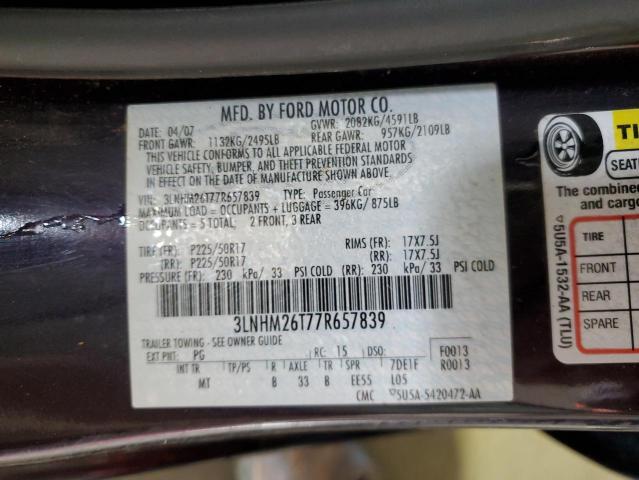 MFD. BY FORD MOTOR CO.
DATE: 04/07 GVWR: 2082KG/4591LB
FRONT GAWR: 1132KG/2495LB REAR GAWR: 957KG/2109LB
THIS VEHICLE CONFORMS TO ALL APPLICABLE FEDERAL MOTOR
VEHICLE SAFETY, BUMPER, AND THEFT PREVENTION STANDARDS
IN EFFECT ON THE DATE OF MANUFACTURE SHOWN ABOVE.
VIN: 3LNHM26T77R657839 TYPE: Passenger Car
MAXIMUM LOAD = OCCUPANTS + LUGGAGE = 396KG/ 875LB
OCCUPANTS = 5 TOTAL: 2 FRONT, 3 REAR
TIRE(FR): P225/50R17 RIMS (FR): 17X7.5J
(RR): P225/50R17 (RR): 17X7.5J
PRESSURE (FR): 230 kPa/ 33 PSI COLD (RR): 230 kPa/ 33 PSI COLD
3LNHM26T77R657839
TRAILER TOWING - SEE OWNER GUIDE
EXT PNT: PG RC: 15 DSO: F0013
INT TR TP/PS R AXLE TR SPR 7DE1F R0013
MT B 33 B EE55 L05
CMC 5U5A-5420472-AA
TI
SEAT
The combined
and cargo
TIRE
FRONT
REAR
SPARE
5U5A-1532-AA (TLU)